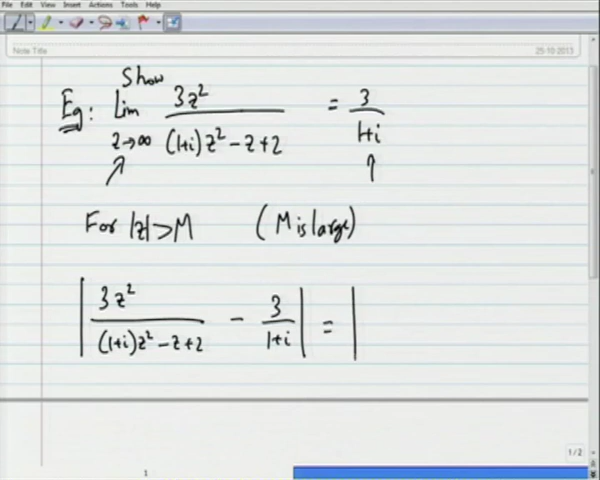 File Edit View Insert Actions Tools Help
Note Title
25-10-2013
Show
Eg: Lim z→∞ 3z² / ((1+i)z² - z + 2) = 3 / (1+i)
For |z| > M (M is large)
| 3z² / ((1+i)z² - z + 2) - 3 / (1+i) | = |
1/2
1